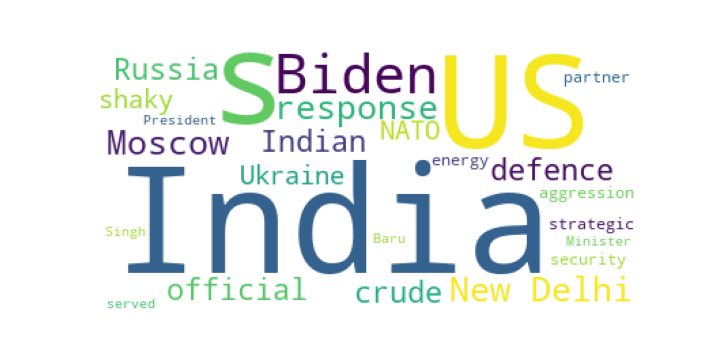 Russia S Biden US partner
shaky response
President NATO
Moscow Indian
India Ukraine energy defence
aggression
Singh Baru strategic
Minister
security
official crude New Delhi
served